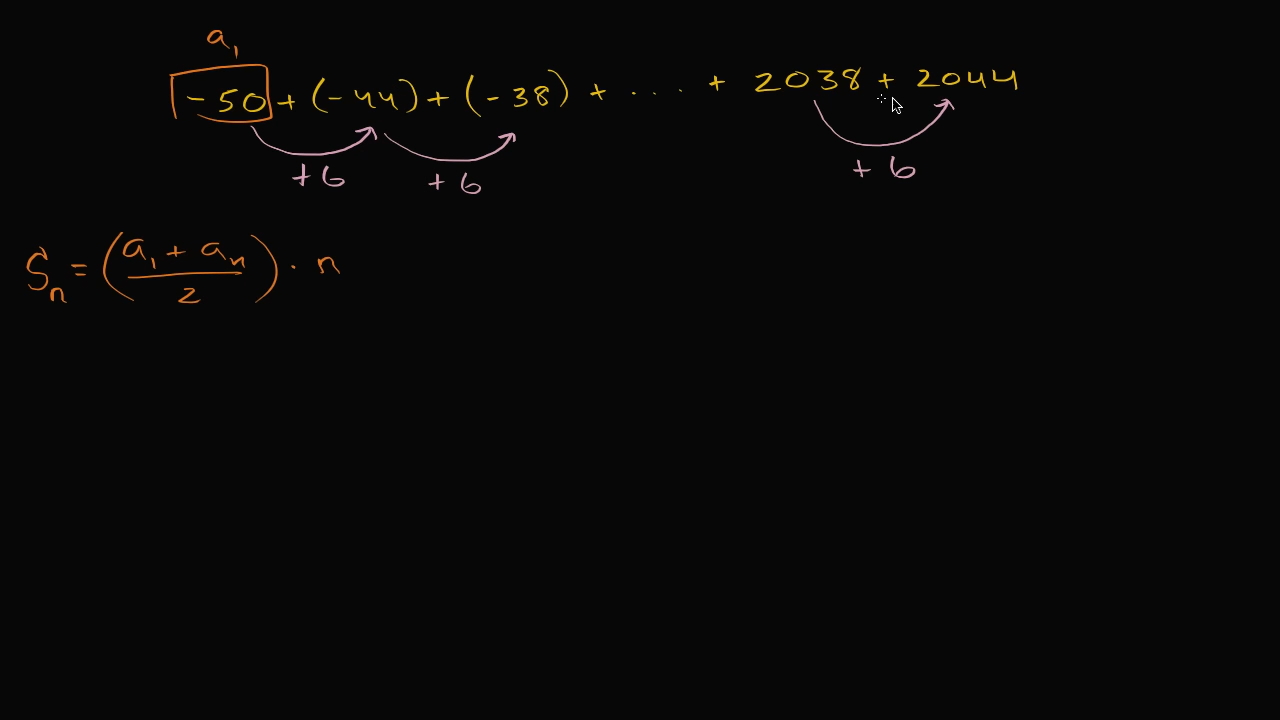 a₁
-50 + (-44) + (-38) + ... + 2038 + 2044
+6 +6 +6
Sₙ = (a₁ + aₙ / 2) · n